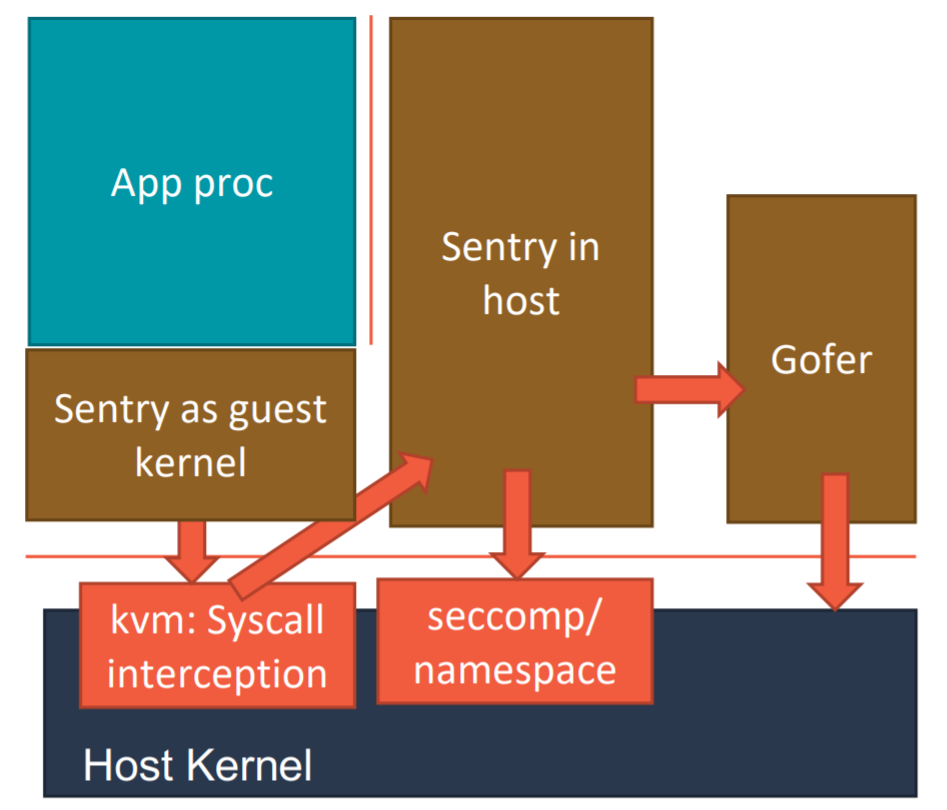 App proc
Sentry in
host
Gofer
Sentry as guest
kernel
kvm: Syscall
interception
seccomp/
namespace
Host Kernel